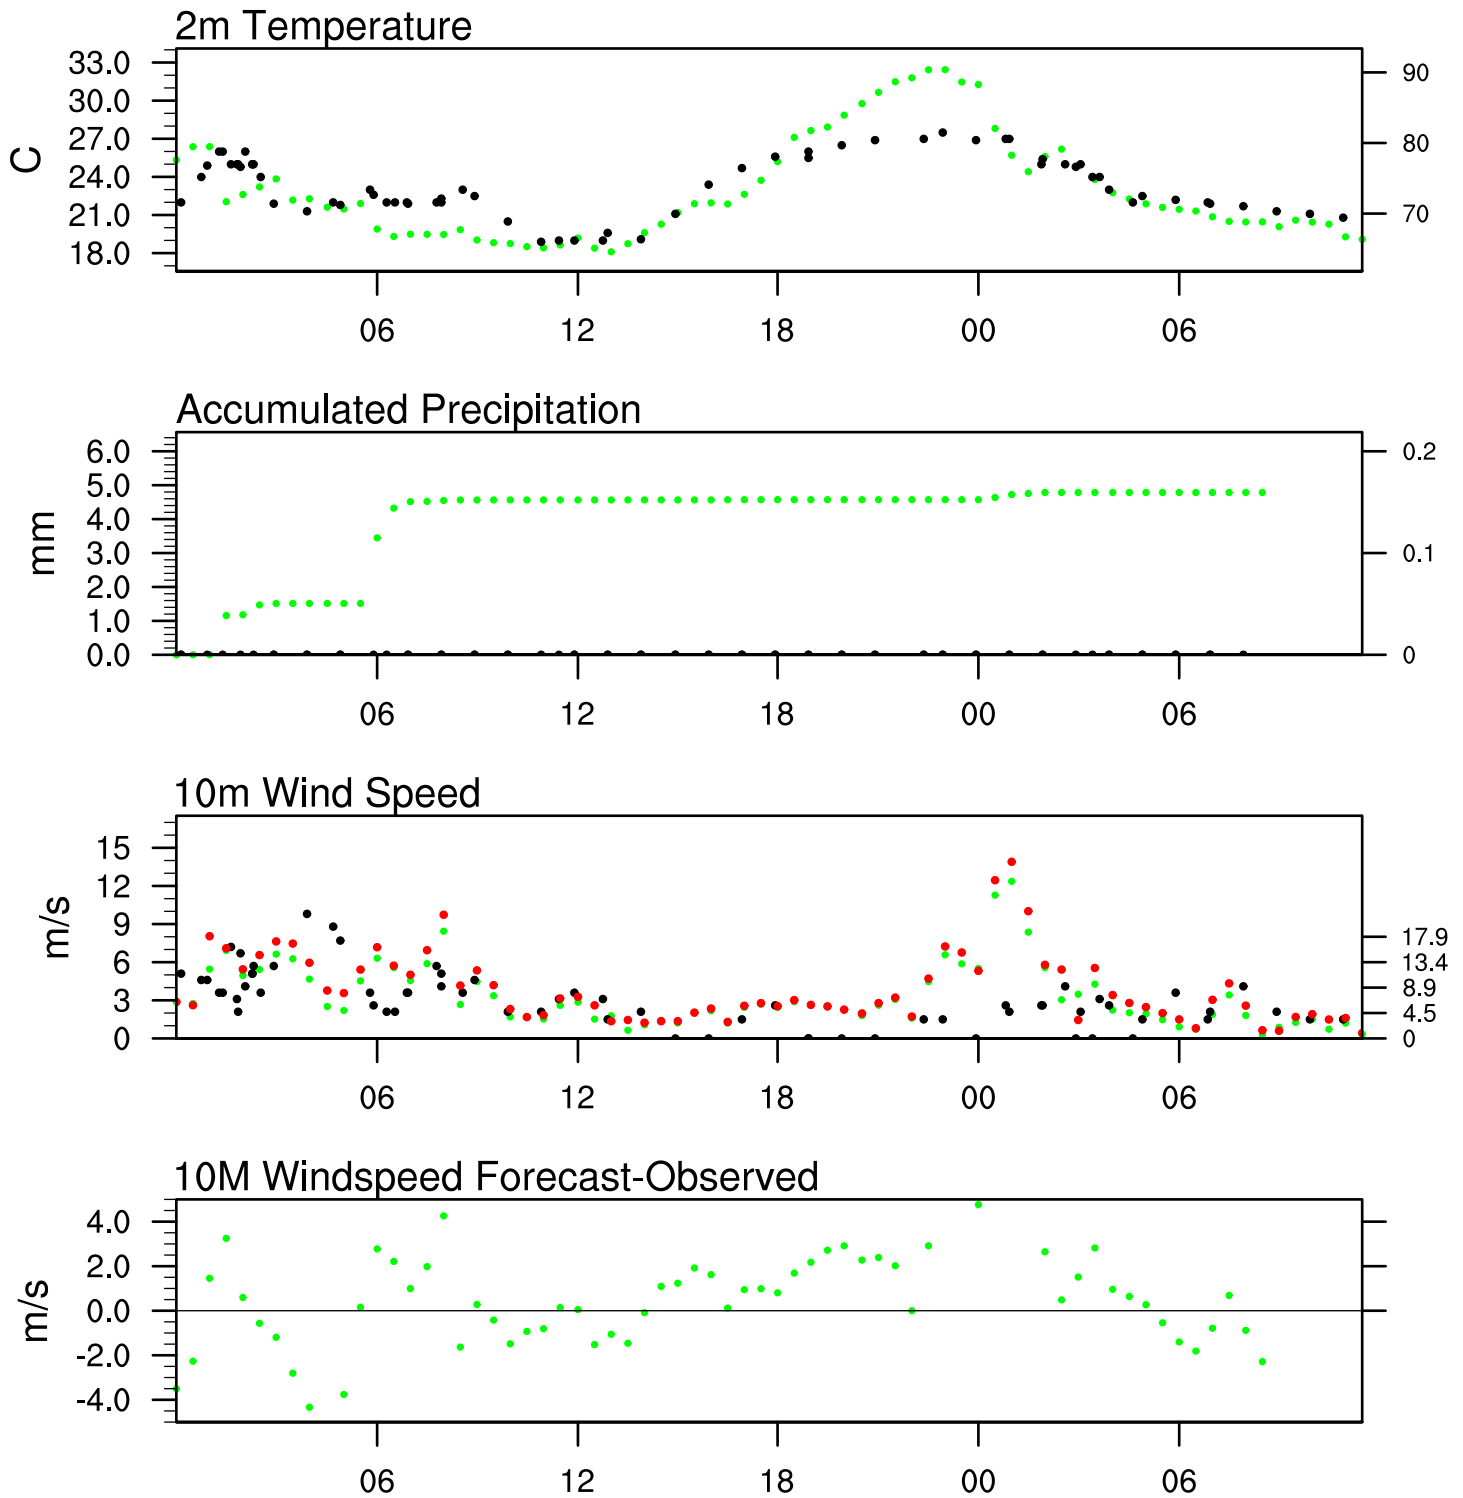 2m Temperature
33.0
30.0
27.0
24.0
21.0
18.0
C
90
80
70
06 12 18 00 06
Accumulated Precipitation
6.0
5.0
4.0
3.0
2.0
1.0
0.0
mm
0.2
0.1
0
06 12 18 00 06
10m Wind Speed
15
12
9
6
3
0
m/s
17.9
13.4
8.9
4.5
0
06 12 18 00 06
10M Windspeed Forecast-Observed
4.0
2.0
0.0
-2.0
-4.0
m/s
06 12 18 00 06